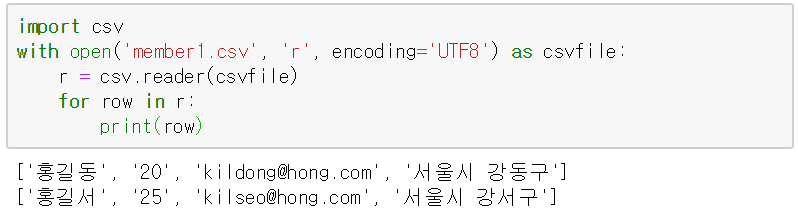 import csv
with open('member1.csv', 'r', encoding='UTF8') as csvfile:
    r = csv.reader(csvfile)
    for row in r:
        print(row)
['홍길동', '20', 'kildong@hong.com', '서울시 강동구']
['홍길서', '25', 'kilseo@hong.com', '서울시 강서구']